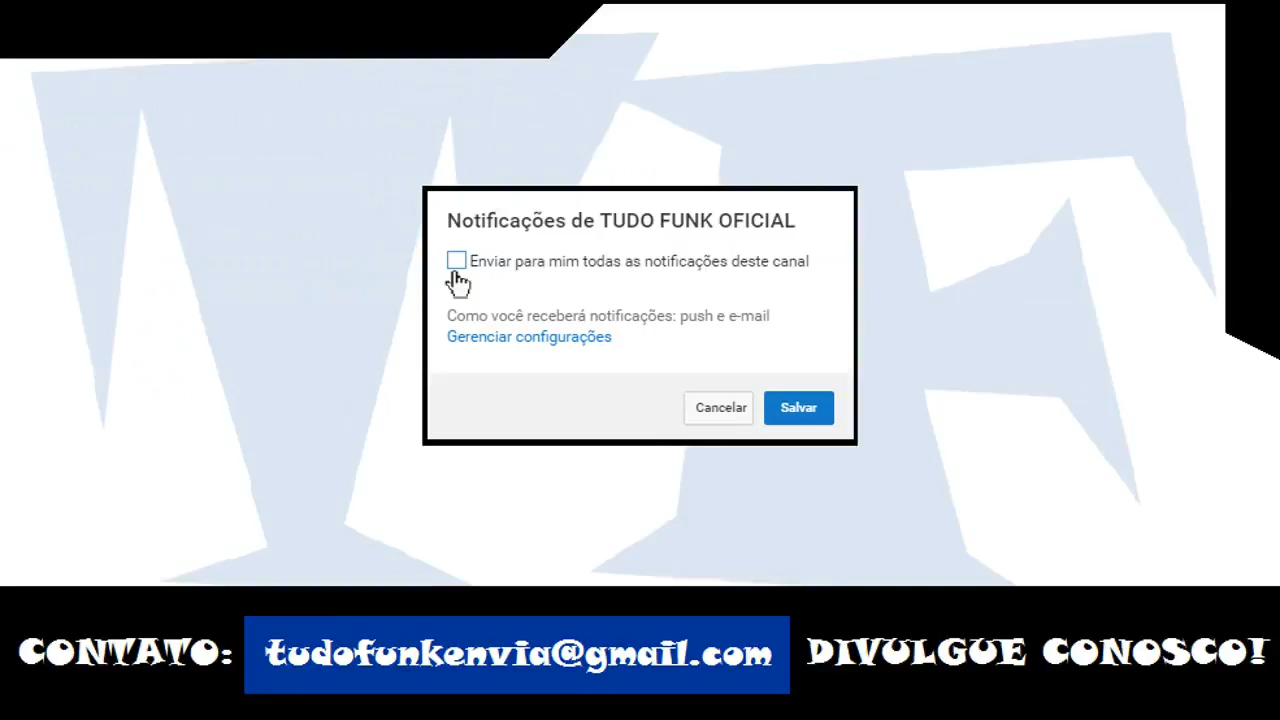 Notificações de TUDO FUNK OFICIAL
Enviar para mim todas as notificações deste canal
Como você receberá notificações: push e e-mail
Gerenciar configurações
Cancelar Salvar
CONTATO: tudofunkenvia@gmail.com DIVULGUE CONOSCO!